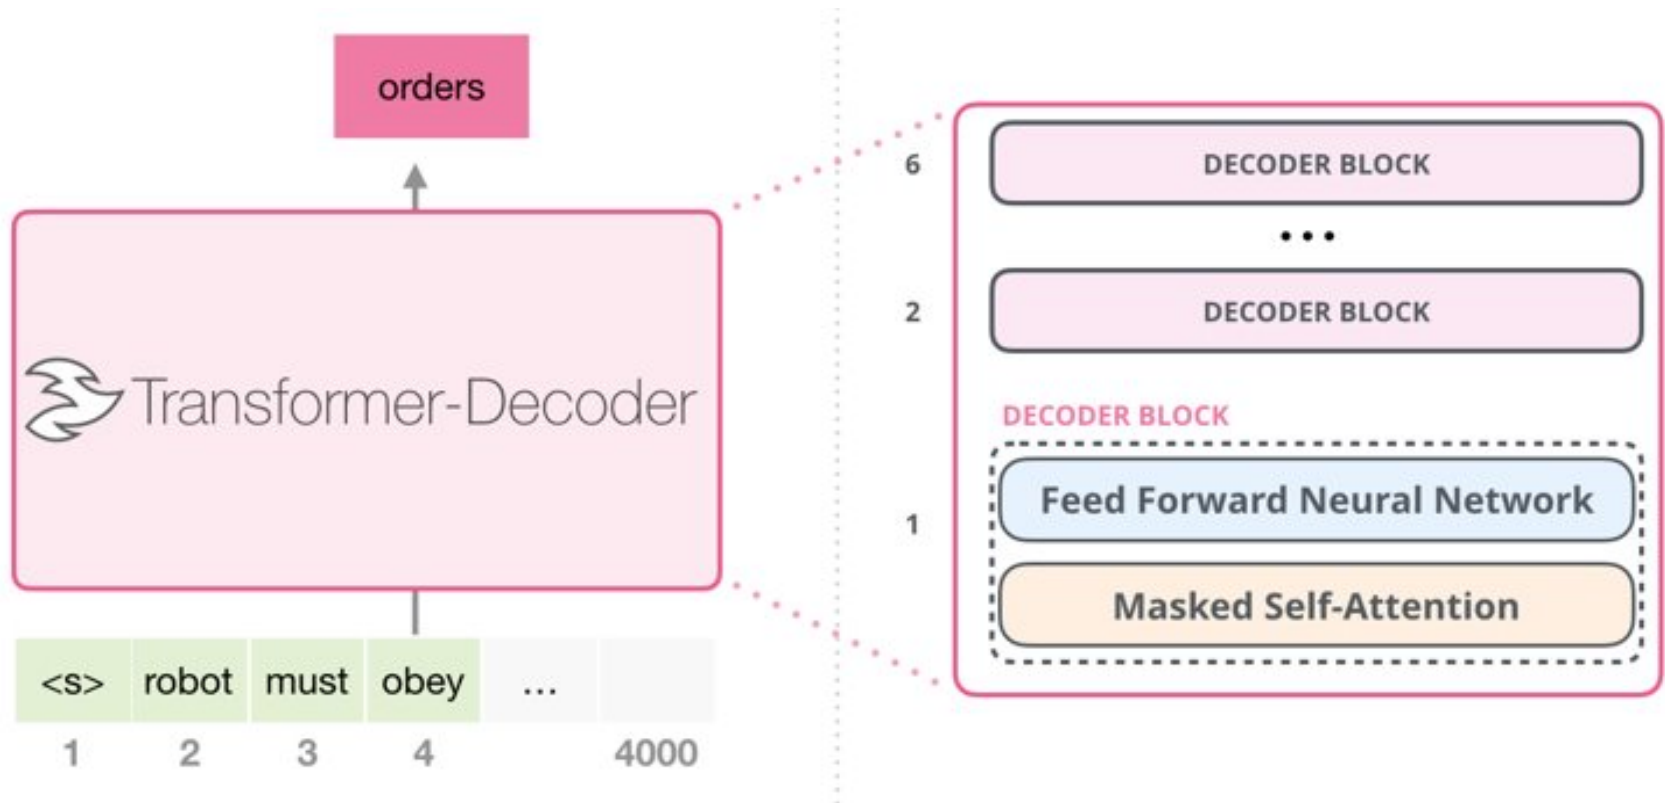 orders
Transformer-Decoder
<s> robot must obey ...
1 2 3 4 4000
6 DECODER BLOCK
...
2 DECODER BLOCK
DECODER BLOCK
Feed Forward Neural Network
1
Masked Self-Attention